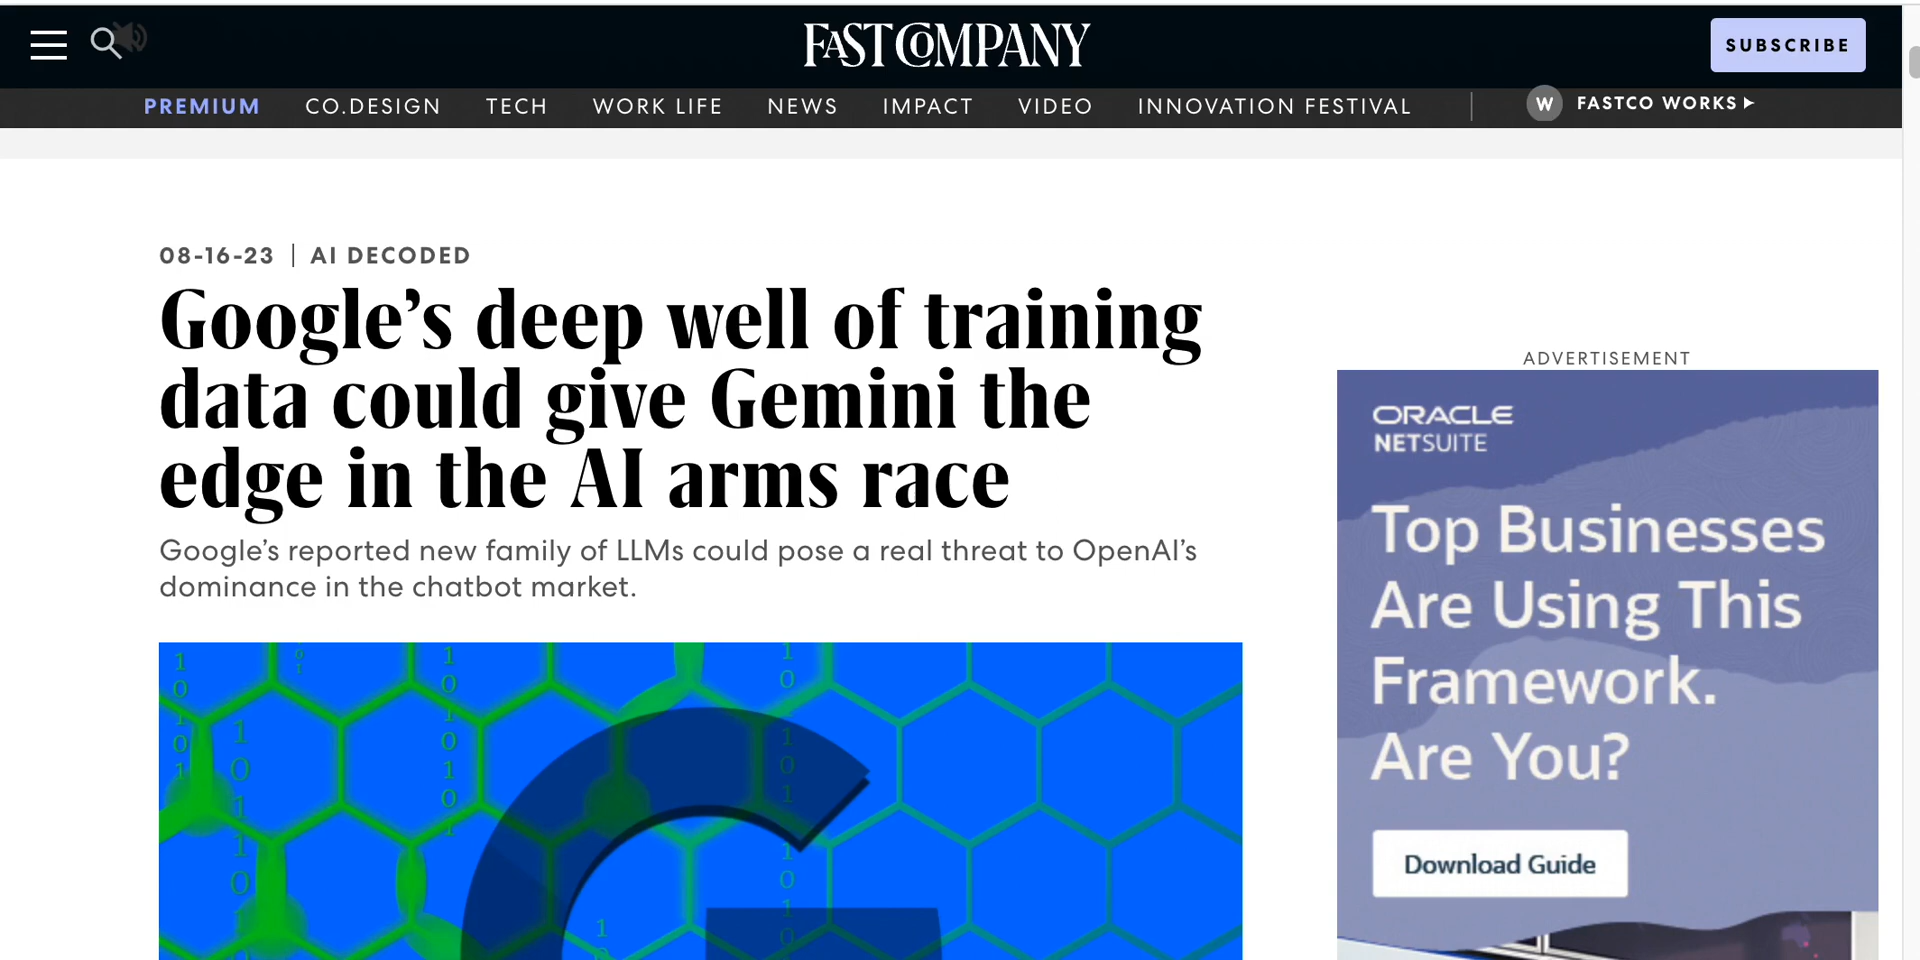 FAST COMPANY
SUBSCRIBE
PREMIUM CO.DESIGN TECH WORK LIFE NEWS IMPACT VIDEO INNOVATION FESTIVAL | W FASTCO WORKS
08-16-23 | AI DECODED
Google’s deep well of training
data could give Gemini the
edge in the AI arms race
Google’s reported new family of LLMs could pose a real threat to OpenAI’s
dominance in the chatbot market.
ADVERTISEMENT
ORACLE
NETSUITE
Top Businesses
Are Using This
Framework.
Are You?
Download Guide